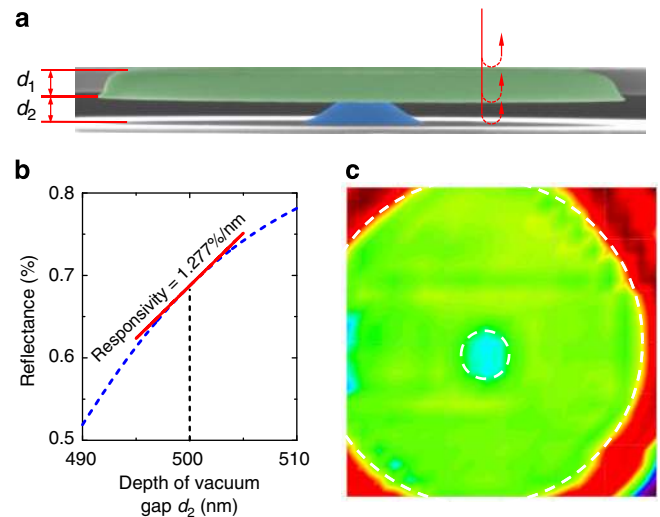 a
d1
d2
b
0.8
0.7
0.6
0.5
Reflectance (%)
Responsivity = 1.277%/nm
490
500
510
Depth of vacuum
gap d2 (nm)
c